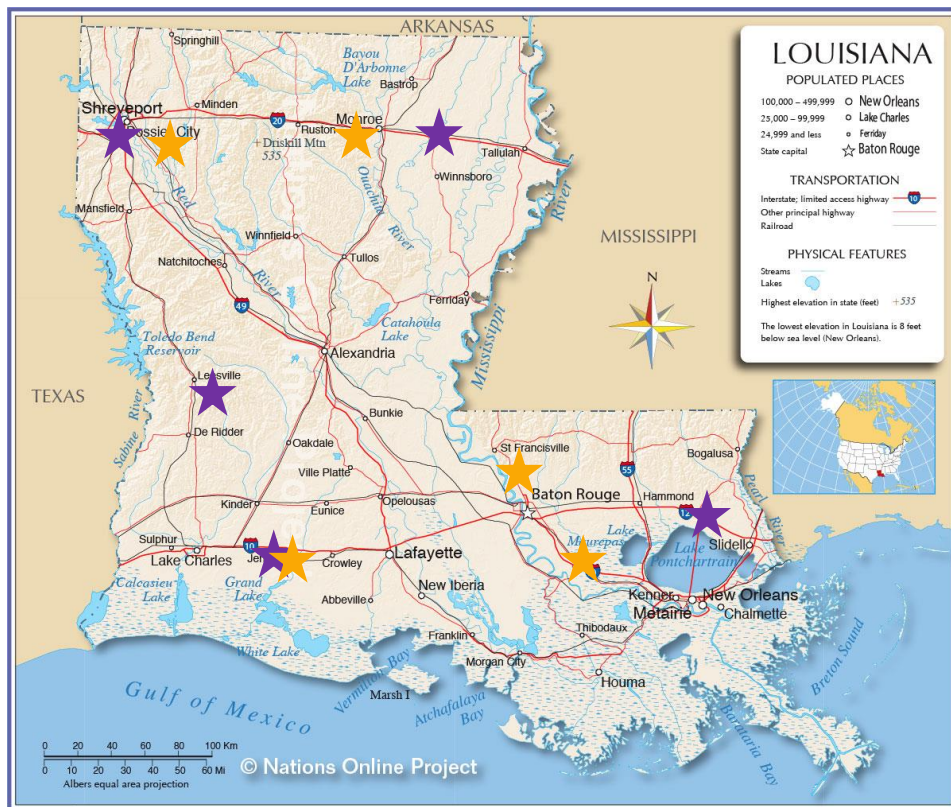 ARKANSAS
LOUISIANA
POPULATED PLACES
100,000 – 499,999 New Orleans
25,000 – 99,999 Lake Charles
24,999 and less Ferriday
State capital Baton Rouge
TRANSPORTATION
Interstate; limited access highway 10
Other principal highway
Railroad
PHYSICAL FEATURES
Streams
Lakes
Highest elevation in state (feet) +535
The lowest elevation in Louisiana is 8 feet
below sea level (New Orleans).
Springhill
Bayou
D'Arbonne
Lake
Bastrop
Shreveport
Minden
20
Ruston
Monroe
Bossier City
+ Driskill Mtn
535
Tallulah
Winnsboro
Red
River
Ouachita
River
Mansfield
Winnfield
Tullos
Natchitoches
49
Ferriday
Catahoula
Lake
Mississippi
River
MISSISSIPPI
N
Toledo Bend
Reservoir
Alexandria
TEXAS
Leesville
Sabine River
De Ridder
Oakdale
Bunkie
Ville Platte
St Francisville
55
Bogalusa
Baton Rouge
Kinder
Eunice
Opelousas
Hammond
12
Pearl
River
Sulphur
10
Lake Charles
Crowley
Lafayette
Lake
Maurepas
Lake
Pontchartrain
Slidell
Calcasieu
Lake
Grand
Lake
Abbeville
New Iberia
Kenner
New Orleans
Metairie
Chalmette
White Lake
Franklin
Thibodaux
Morgan City
Houma
Vermilion Bay
Marsh I
Atchafalaya
Bay
Gulf of Mexico
Barataria Bay
Breton Sound
0 20 40 60 80 100 Km
0 20 40 60 Mi
Albers equal area projection
© Nations Online Project